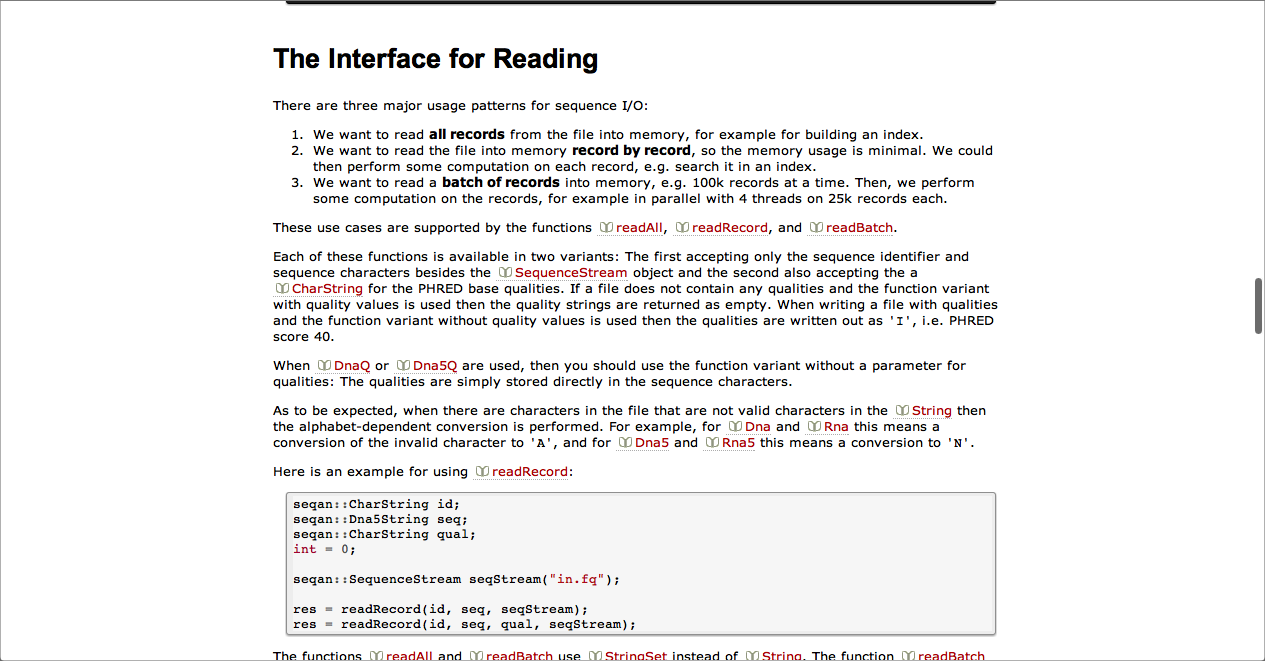 The Interface for Reading
There are three major usage patterns for sequence I/O:
1. We want to read all records from the file into memory, for example for building an index.
2. We want to read the file into memory record by record, so the memory usage is minimal. We could
then perform some computation on each record, e.g. search it in an index.
3. We want to read a batch of records into memory, e.g. 100k records at a time. Then, we perform
some computation on the records, for example in parallel with 4 threads on 25k records each.
These use cases are supported by the functions readAll, readRecord, and readBatch.
Each of these functions is available in two variants: The first accepting only the sequence identifier and
sequence characters besides the SequenceStream object and the second also accepting the a
CharString for the PHRED base qualities. If a file does not contain any qualities and the function variant
with quality values is used then the quality strings are returned as empty. When writing a file with qualities
and the function variant without quality values is used then the qualities are written out as 'I', i.e. PHRED
score 40.
When DnaQ or Dna5Q are used, then you should use the function variant without a parameter for
qualities: The qualities are simply stored directly in the sequence characters.
As to be expected, when there are characters in the file that are not valid characters in the String then
the alphabet-dependent conversion is performed. For example, for Dna and Rna this means a
conversion of the invalid character to 'A', and for Dna5 and Rna5 this means a conversion to 'N'.
Here is an example for using readRecord:
seqan::CharString id;
seqan::Dna5String seq;
seqan::CharString qual;
int = 0;
seqan::SequenceStream seqStream("in.fq");
res = readRecord(id, seq, seqStream);
res = readRecord(id, seq, qual, seqStream);
The functions readAll and readBatch use StringSet instead of String. The function readBatch